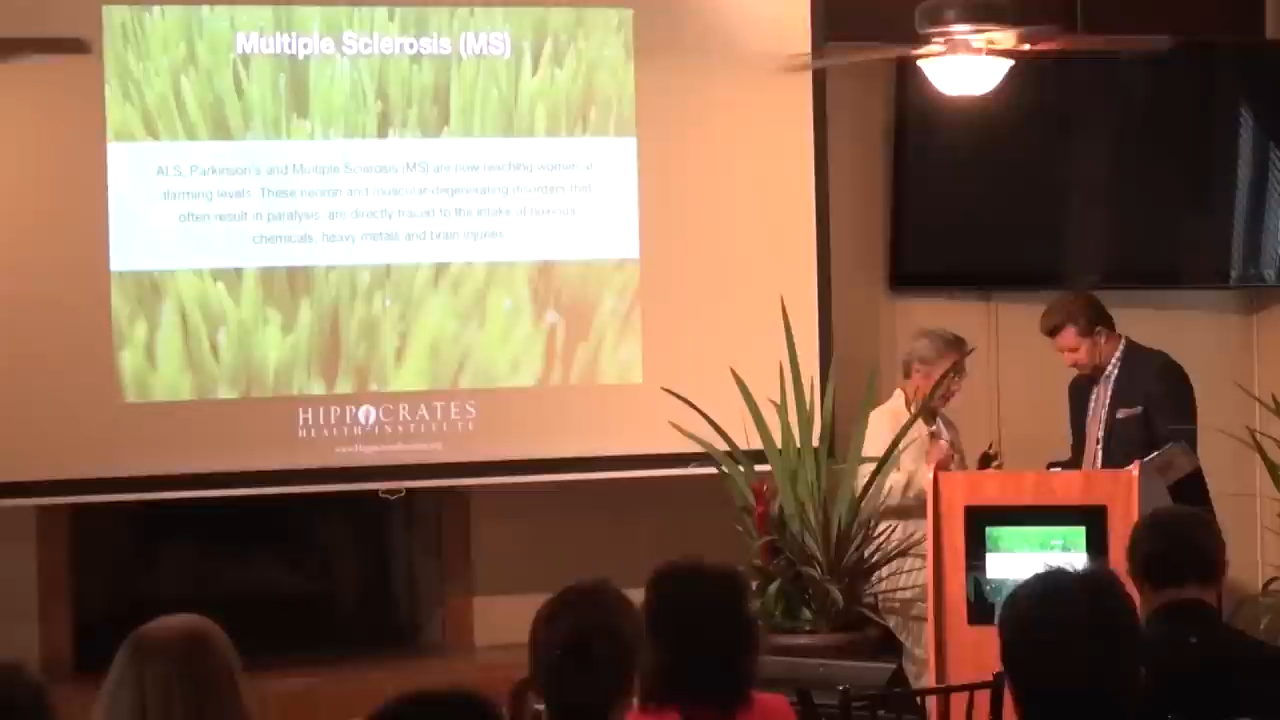 Multiple Sclerosis (MS)
ALS, Parkinson's and Multiple Sclerosis (MS) are now reaching women at
alarming levels. These neuron and muscular degenerating disorders that
often result in paralysis, are directly traced to the intake of noxious
chemicals, heavy metals and brain injuries.
HIPPOCRATES
HEALTH INSTITUTE